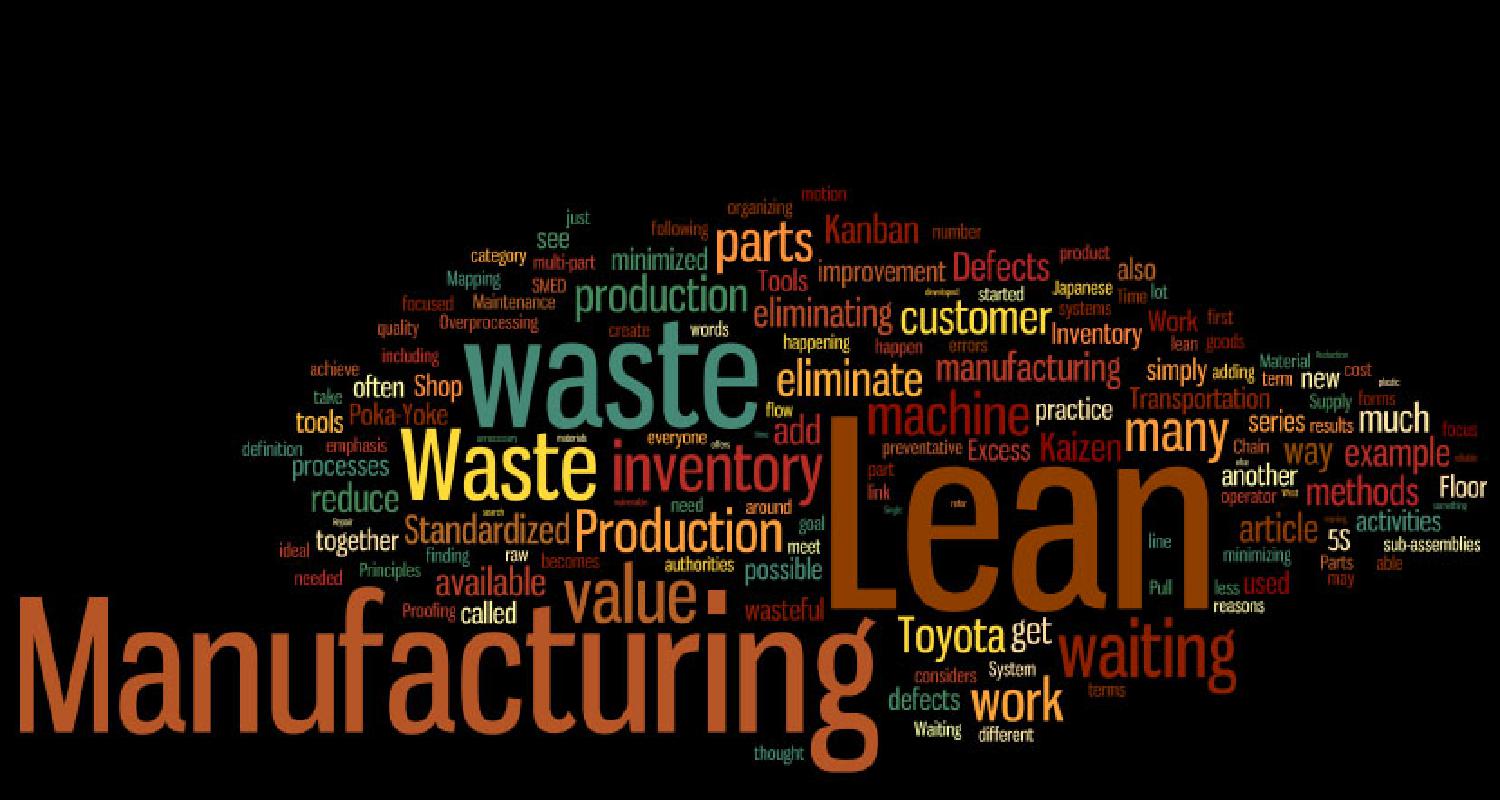 motion
organizing
just
following
parts
Kanban
number
see
category
multi-part
minimized
Tools
improvement
Defects
product
also
Mapping
SMED
production
started
Japanese
Time
lot
focused
Maintenance
eliminating
customer
systems
quality
Overprocessing
create
words
happening
Inventory
Work
first
including
waste
happen
errors
lean
goods
achieve
often
Shop
eliminate
manufacturing
simply
adding
Material
term
new
cost
take
tools
Poka-Yoke
flow
add
machine
practice
Transportation
Supply
forms
series
results
much
focus
definition
emphasis
everyone
preventative
Excess
Kaizen
many
Chain
way
example
processes
Waste
inventory
part
link
Lean
another
operator
methods
Floor
reduce
need
around
Standardized
Production
goal
article
activities
ideal
together
finding
raw
becomes
meet
line
minimizing
5S
sub-assemblies
needed
Principles
available
authorities
possible
Parts
able
may
Pull
less
used
Proofing
called
value
wasteful
reasons
Manufacturing
Toyota
get
waiting
considers
System
defects
work
terms
Waiting
different
thought